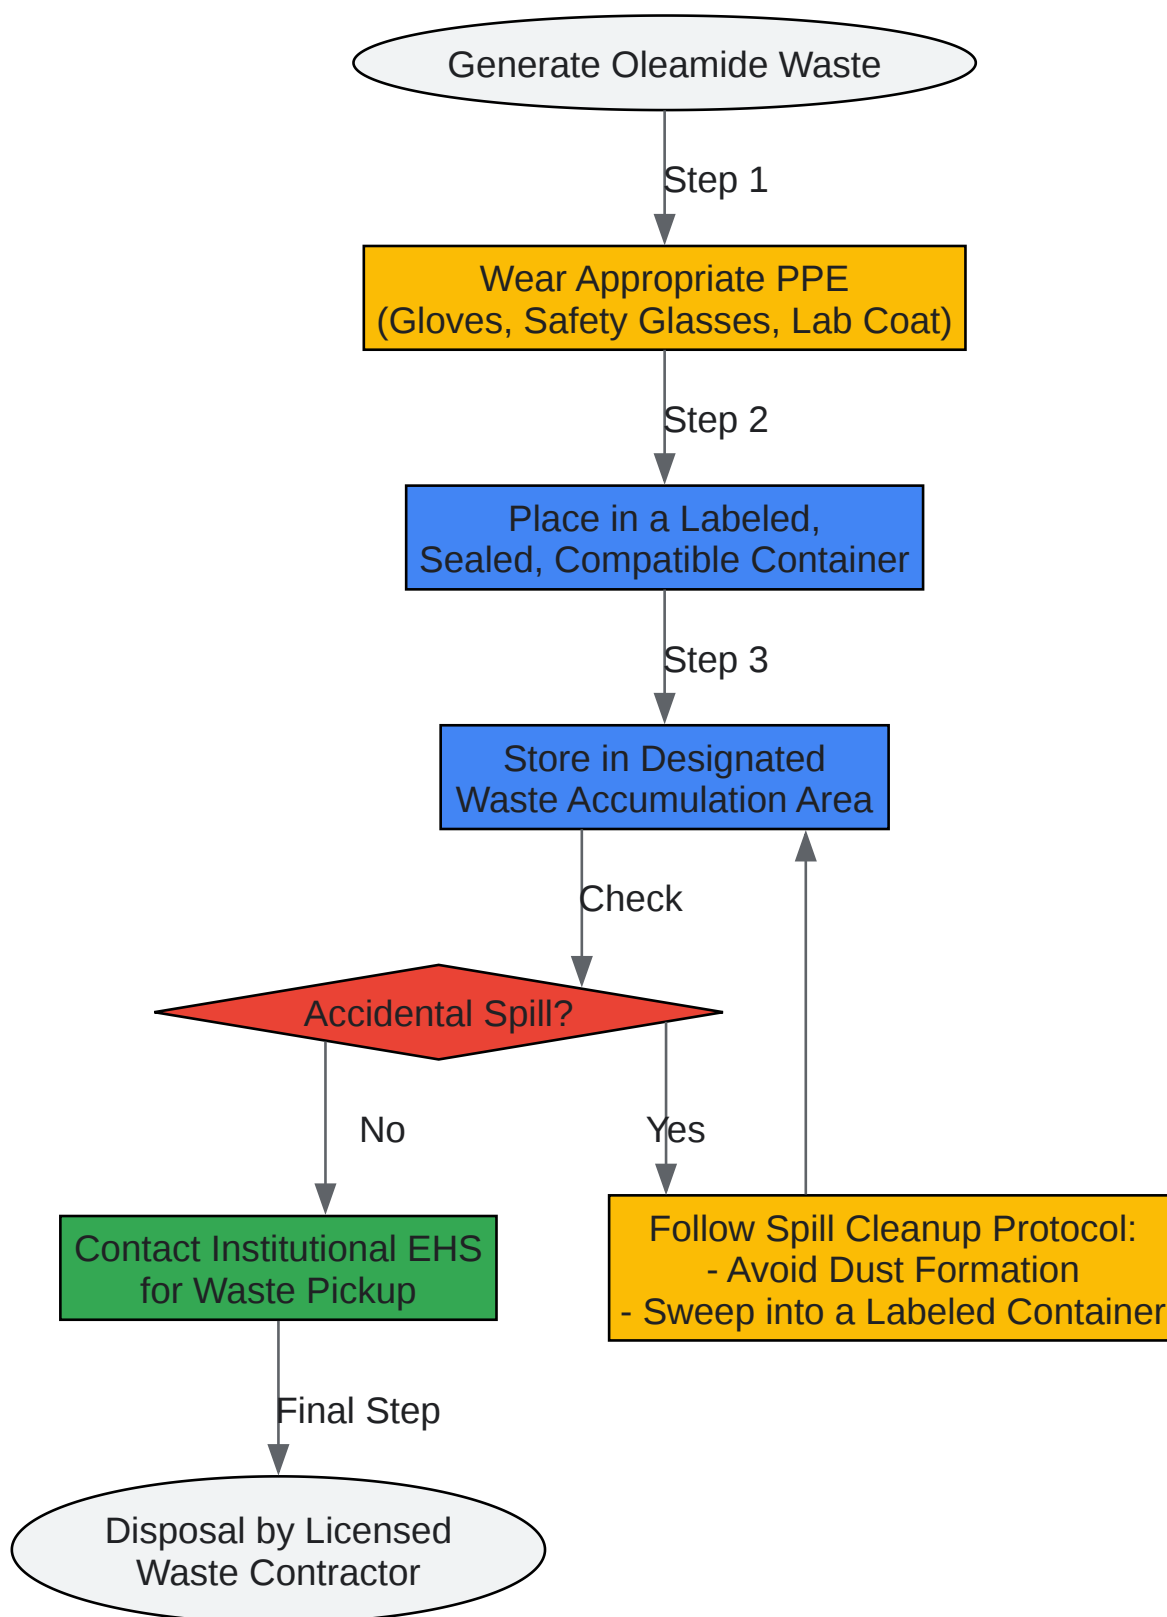 Generate Oleamide Waste
Step 1
Wear Appropriate PPE
(Gloves, Safety Glasses, Lab Coat)
Step 2
Place in a Labeled,
Sealed, Compatible Container
Step 3
Store in Designated
Waste Accumulation Area
Check
Accidental Spill?
No
Yes
Contact Institutional EHS
for Waste Pickup
Follow Spill Cleanup Protocol:
- Avoid Dust Formation
- Sweep into a Labeled Container
Final Step
Disposal by Licensed
Waste Contractor